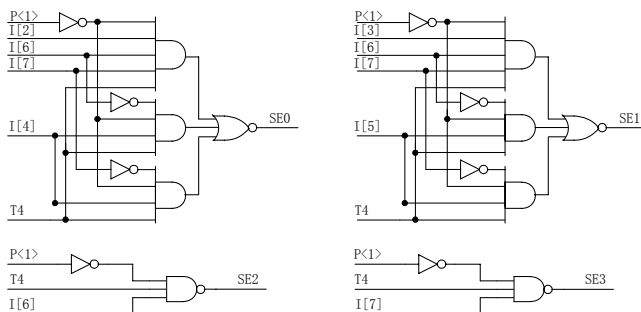 P<1>
I[2]
I[6]
I[7]
I[4]
T4
SE0
P<1>
I[3]
I[6]
I[7]
I[5]
T4
SE1
P<1>
T4
I[6]
SE2
P<1>
T4
I[7]
SE3